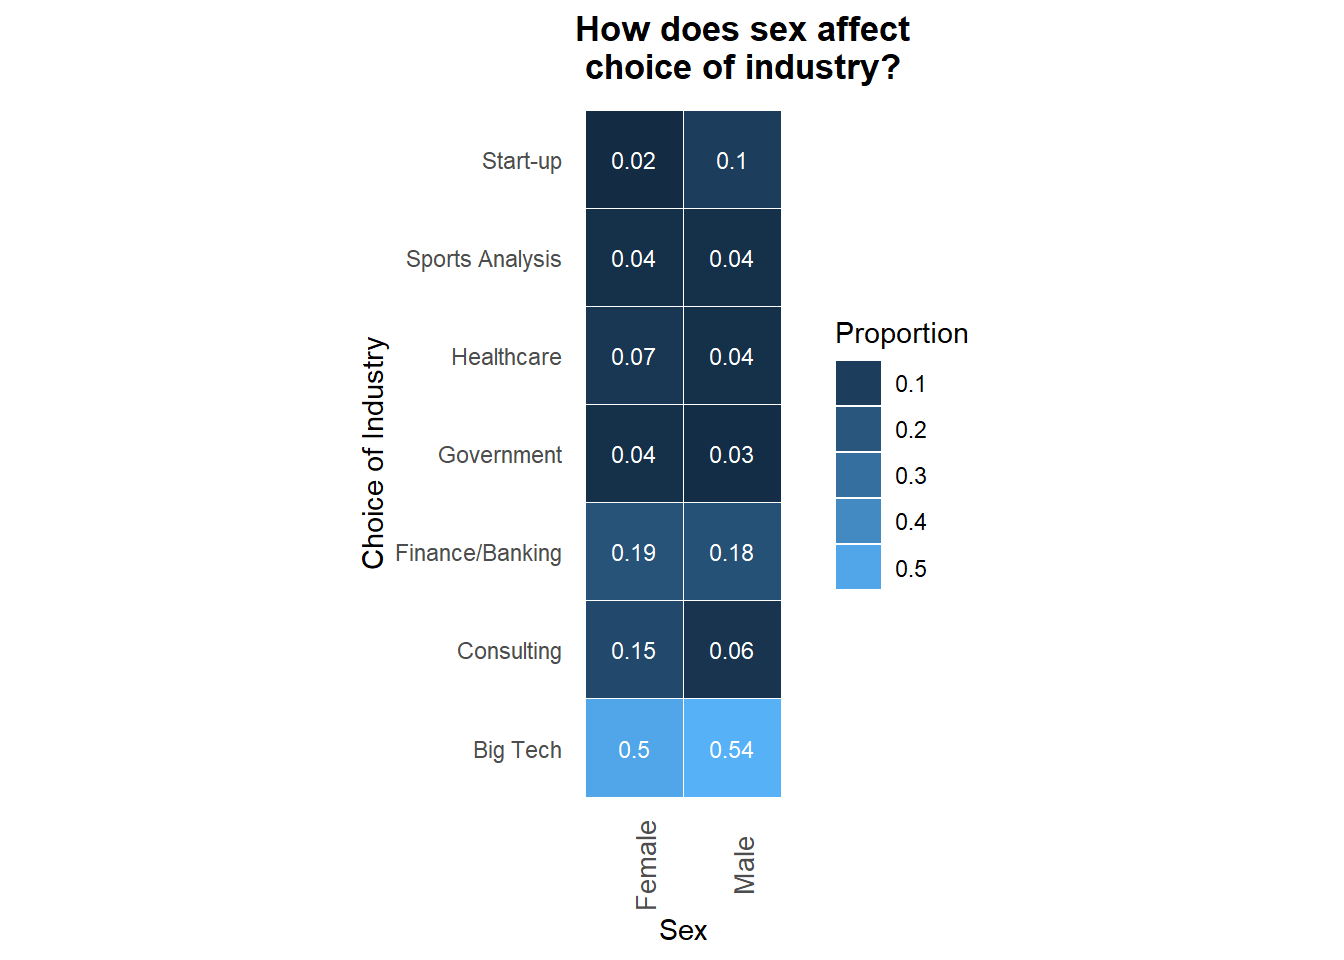 How does sex affect
choice of industry?
Choice of Industry
Start-up 0.02 0.1
Sports Analysis 0.04 0.04
Healthcare 0.07 0.04
Government 0.04 0.03
Finance/Banking 0.19 0.18
Consulting 0.15 0.06
Big Tech 0.5 0.54
Female Male
Sex
Proportion
0.1
0.2
0.3
0.4
0.5